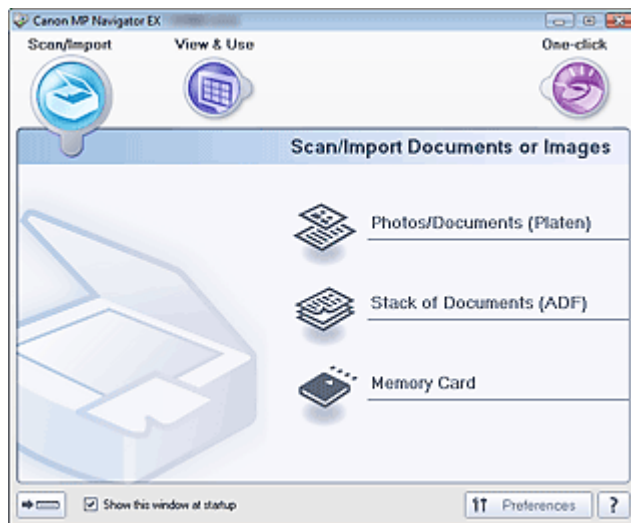 Canon MP Navigator EX
Scan/Import View & Use One-click
Scan/Import Documents or Images
Photos/Documents (Platen)
Stack of Documents (ADF)
Memory Card
Show this window at startup Preferences ?